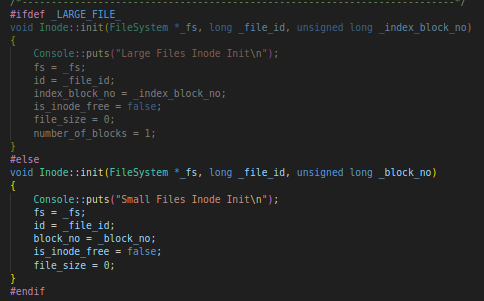 /*--------------------------------------------------------------------------*/
#ifdef _LARGE_FILE_
void Inode::init(FileSystem *_fs, long _file_id, unsigned long _index_block_no)
{
    Console::puts("Large Files Inode Init\n");
    fs = _fs;
    id = _file_id;
    index_block_no = _index_block_no;
    is_inode_free = false;
    file_size = 0;
    number_of_blocks = 1;
}
#else
void Inode::init(FileSystem *_fs, long _file_id, unsigned long _block_no)
{
    Console::puts("Small Files Inode Init\n");
    fs = _fs;
    id = _file_id;
    block_no = _block_no;
    is_inode_free = false;
    file_size = 0;
}
#endif